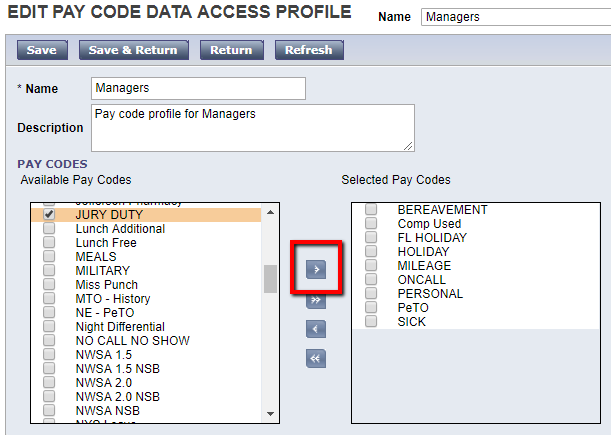 EDIT PAY CODE DATA ACCESS PROFILE
Name Managers
Save Save & Return Return Refresh
* Name Managers
Description Pay code profile for Managers
PAY CODES
Available Pay Codes
JURY DUTY
Lunch Additional
Lunch Free
MEALS
MILITARY
Miss Punch
MTO - History
NE - PeTO
Night Differential
NO CALL NO SHOW
NWSA 1.5
NWSA 1.5 NSB
NWSA 2.0
NWSA 2.0 NSB
NWSA NSB
>
»
<
«
Selected Pay Codes
BEREAVEMENT
Comp Used
FL HOLIDAY
HOLIDAY
MILEAGE
ONCALL
PERSONAL
PeTO
SICK